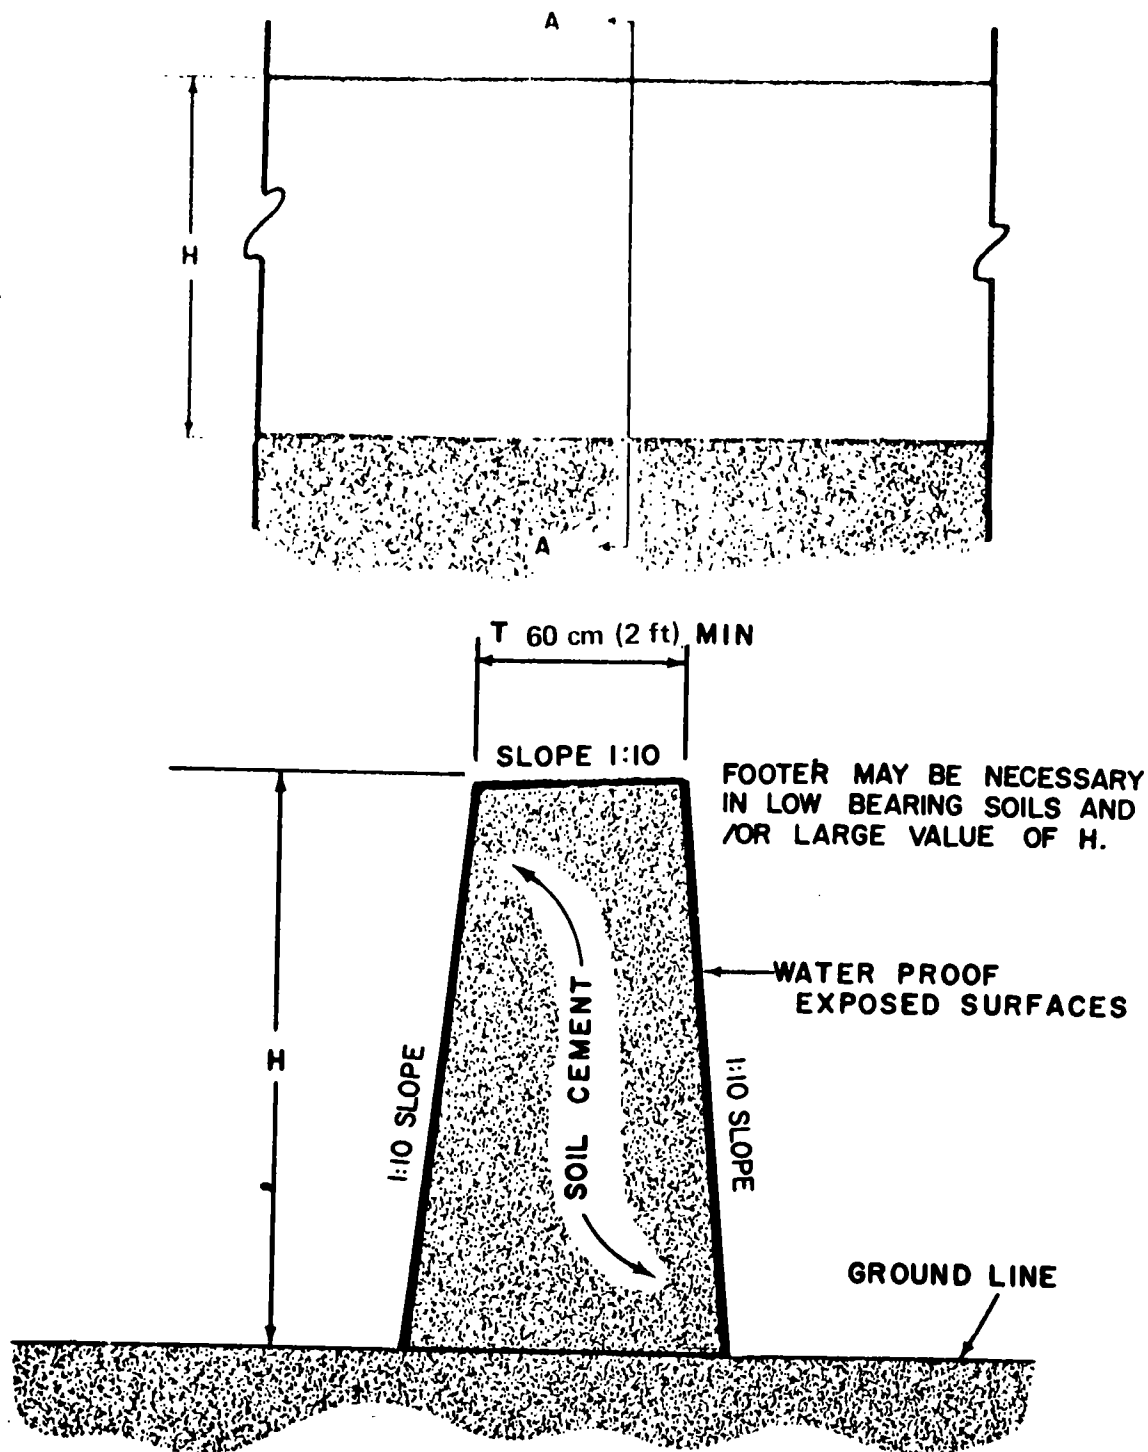 A
H
A
T 60 cm (2 ft) MIN
SLOPE 1:10
FOOTER MAY BE NECESSARY
IN LOW BEARING SOILS AND
/OR LARGE VALUE OF H.
WATER PROOF
EXPOSED SURFACES
H
1:10 SLOPE
SOIL CEMENT
1:10 SLOPE
GROUND LINE